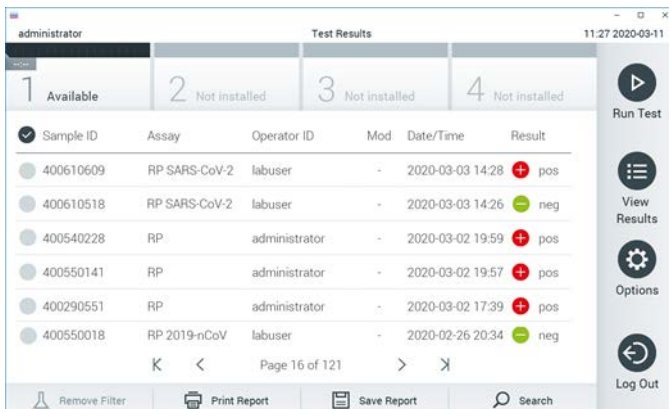 administrator Test Results 11:27 2020-03-11
--:--
1 Available 2 Not installed 3 Not installed 4 Not installed
Run Test
Sample ID Assay Operator ID Mod Date/Time Result
400610609 RP SARS-CoV-2 labuser - 2020-03-03 14:28 pos
400610518 RP SARS-CoV-2 labuser - 2020-03-03 14:26 neg
View
Results
400540228 RP administrator - 2020-03-02 19:59 pos
400550141 RP administrator - 2020-03-02 19:57 pos
Options
400290551 RP administrator - 2020-03-02 17:39 pos
400550018 RP 2019-nCoV labuser - 2020-02-26 20:34 neg
Page 16 of 121
Log Out
Remove Filter Print Report Save Report Search